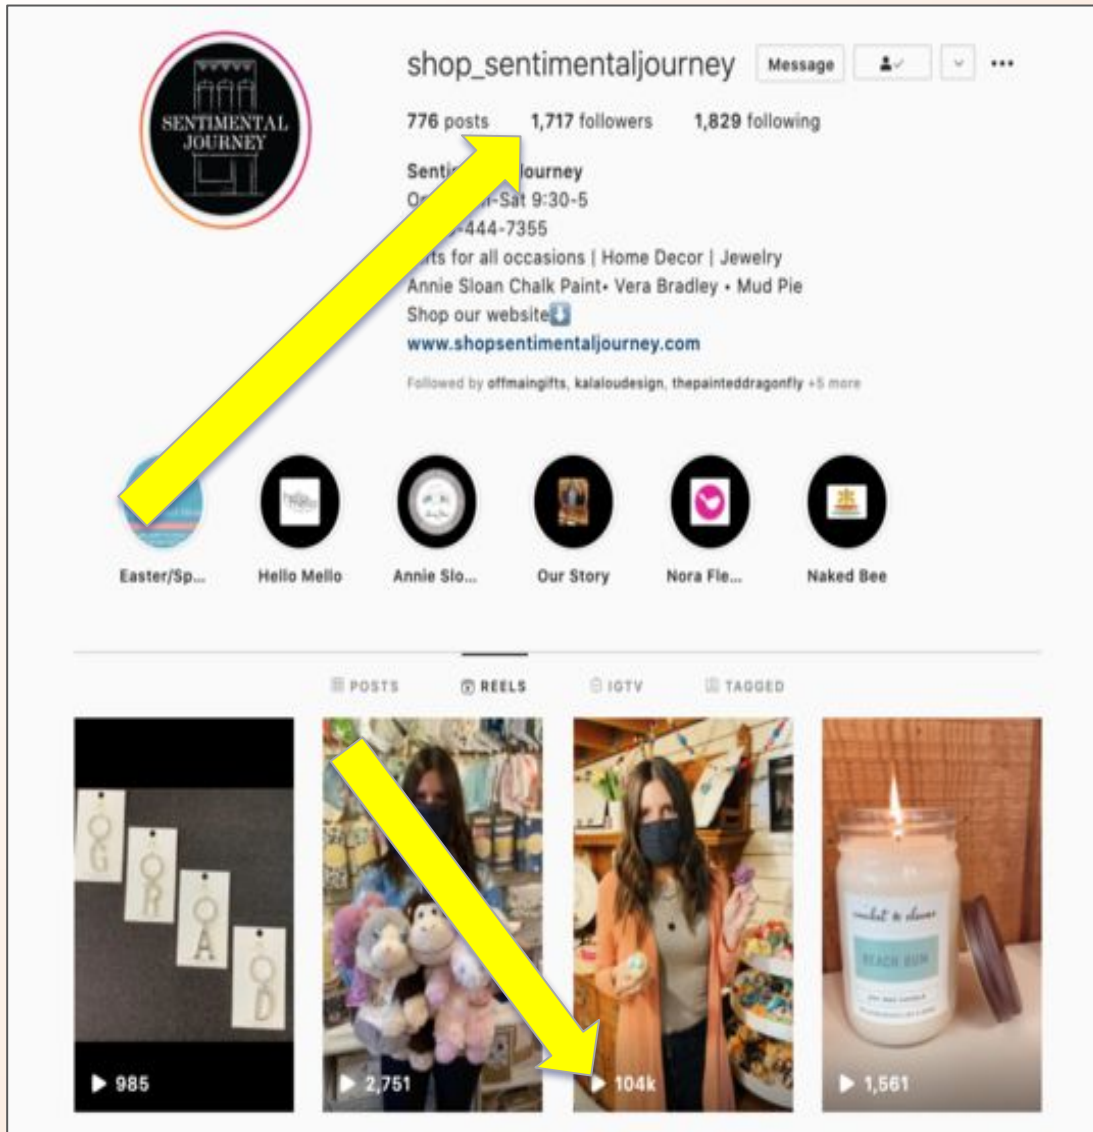 shop_sentimentaljourney Message
776 posts 1,717 followers 1,829 following
SENTIMENTAL
JOURNEY
Journey
Sat 9:30-5
-444-7355
for all occasions | Home Decor | Jewelry
Annie Sloan Chalk Paint• Vera Bradley • Mud Pie
Shop our website⬇️
www.shopsentimentaljourney.com
Followed by offmaingifts, kalaloudesign, thepainteddragonfly +5 more
Easter/Sp... Hello Mello Annie Slo... Our Story Nora Fle... Naked Bee
POSTS REELS IGTV TAGGED
G
R
A
D
BEACH BUM
985 2,751 104k 1,561